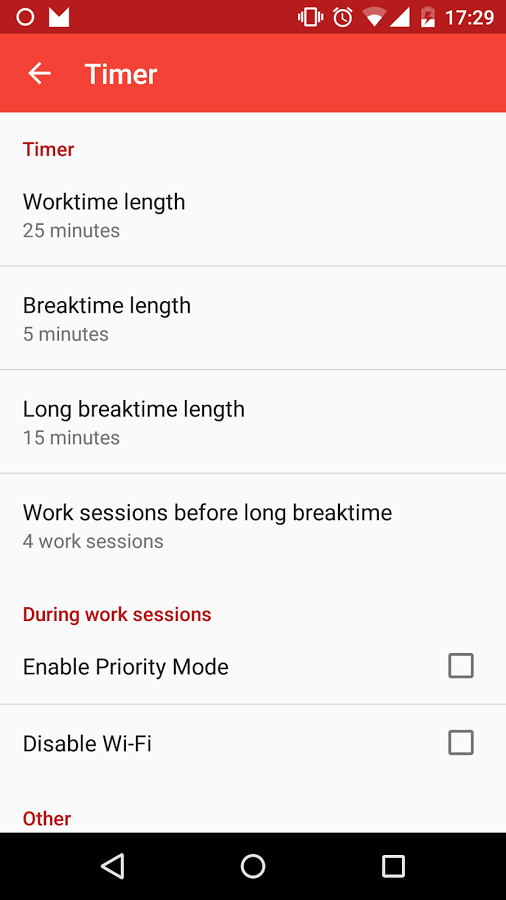 17:29
Timer
Timer
Worktime length
25 minutes
Breaktime length
5 minutes
Long breaktime length
15 minutes
Work sessions before long breaktime
4 work sessions
During work sessions
Enable Priority Mode
Disable Wi-Fi
Other